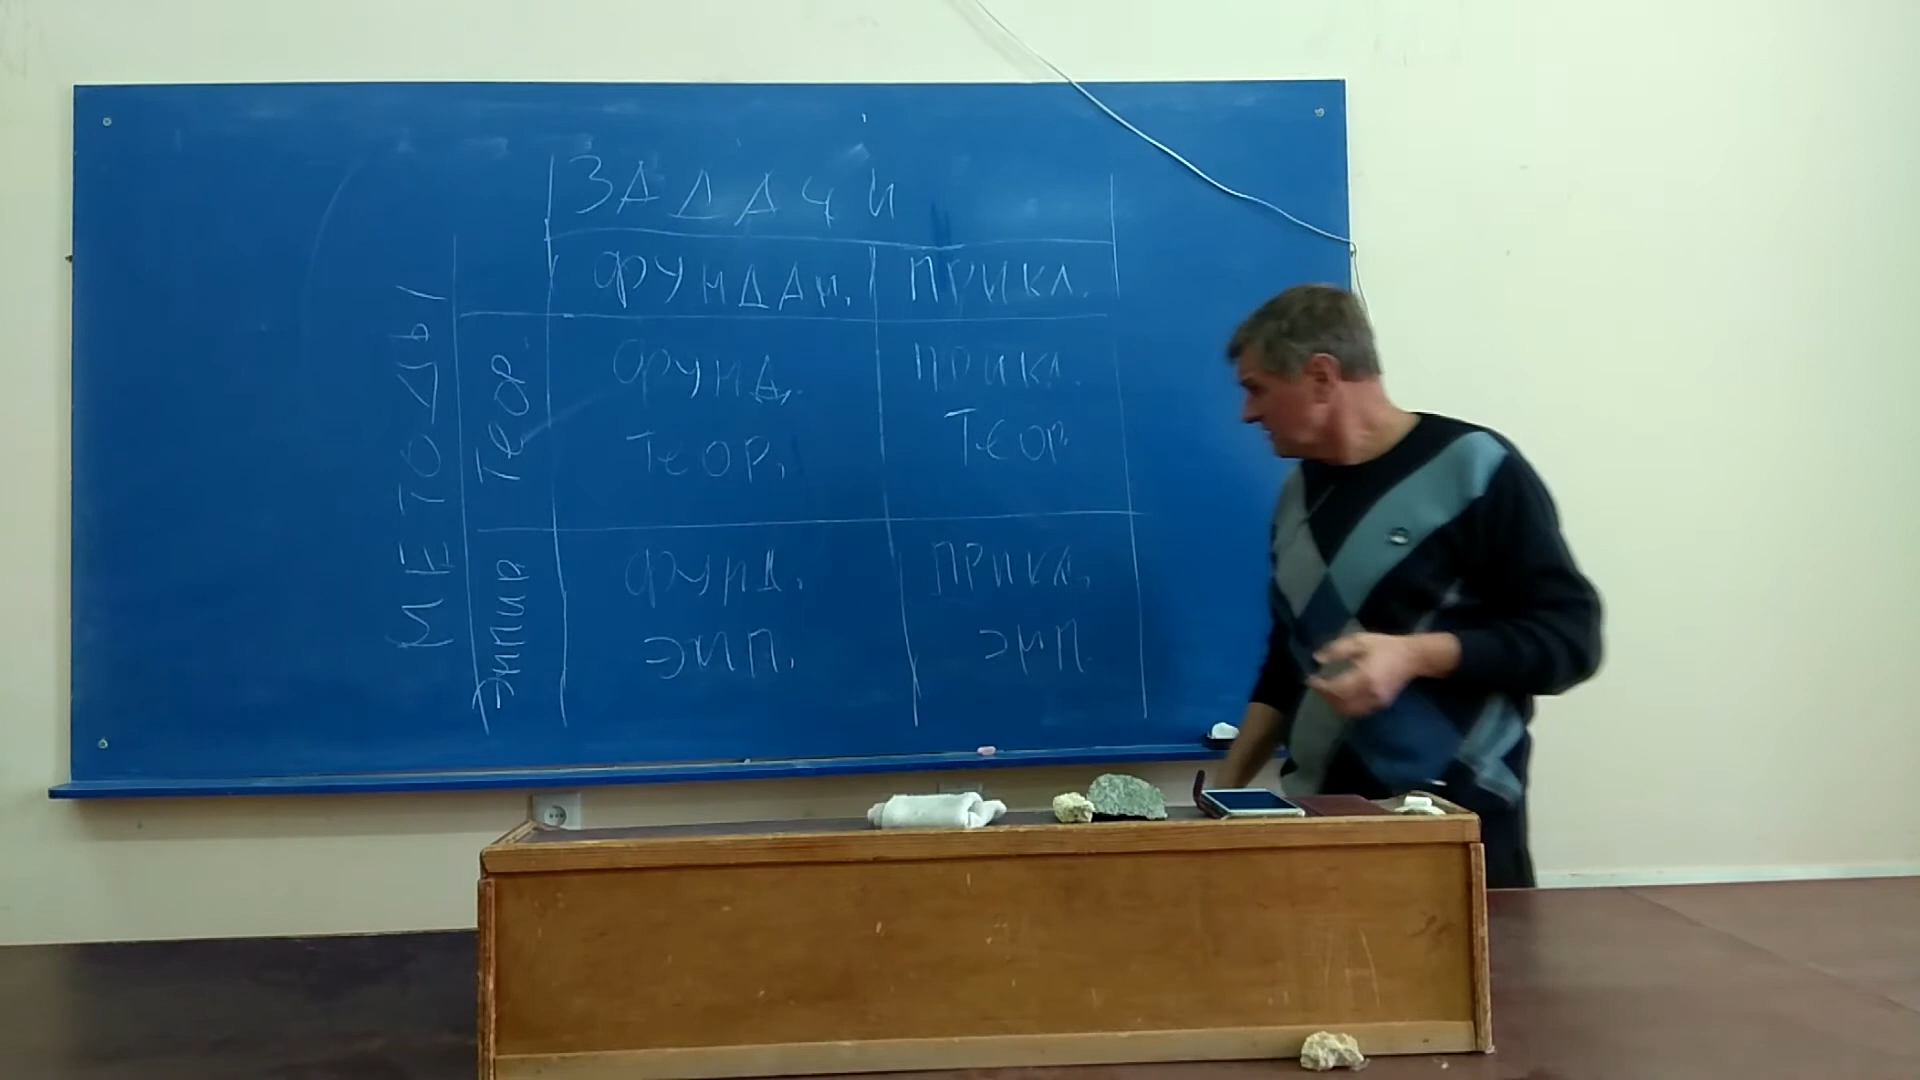 ЗАДАЧИ
ФУНДАМ. ПРИКЛ.
МЕТОДЫ
ТЕОР.
ФУНД. ПРИКЛ.
ТЕОР. ТЕОР
ЭМПИР
ФУНД. ПРИКЛ.
ЭМП. ЭМП.